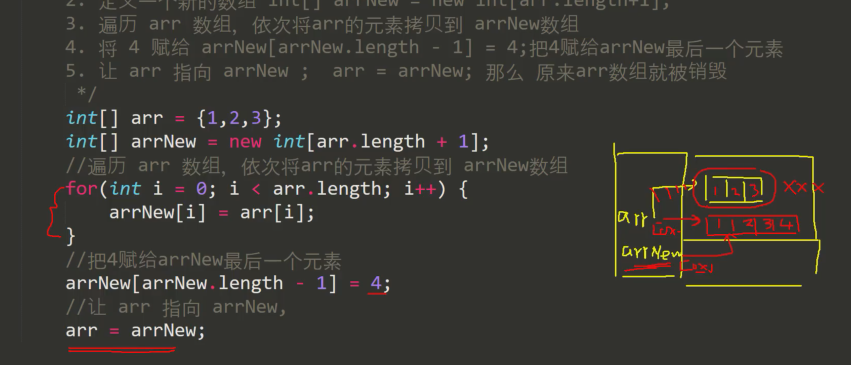 2. 定义一个新的数组 int[] arrNew = new int[arr.length+1];
3. 遍历 arr 数组, 依次将arr的元素拷贝到 arrNew数组
4. 将 4 赋给 arrNew[arrNew.length - 1] = 4;把4赋给arrNew最后一个元素
5. 让 arr 指向 arrNew ; arr = arrNew; 那么 原来arr数组就被销毁
*/
int[] arr = {1,2,3};
int[] arrNew = new int[arr.length + 1];
//遍历 arr 数组, 依次将arr的元素拷贝到 arrNew数组
for(int i = 0; i < arr.length; i++) {
arrNew[i] = arr[i];
}
//把4赋给arrNew最后一个元素
arrNew[arrNew.length - 1] = 4;
//让 arr 指向 arrNew,
arr = arrNew;
1 2 3 xxx
arr
1 2 3 4
arrNew